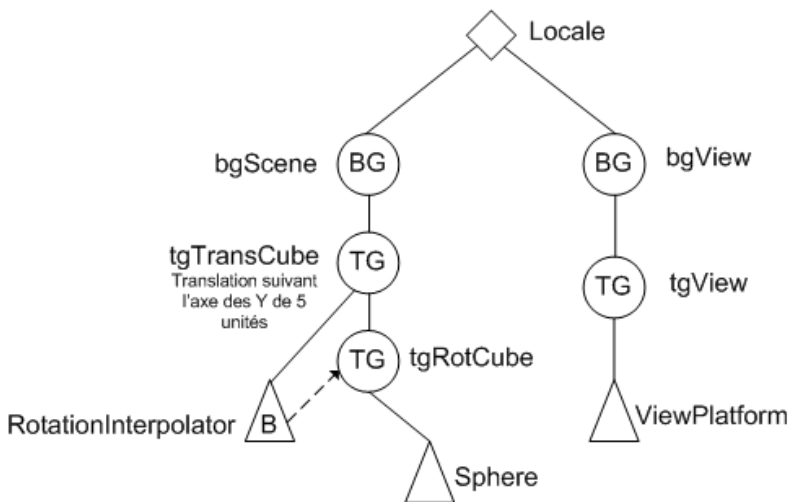 Locale
bgScene
BG
BG
bgView
tgTransCube
Translation suivant
l'axe des Y de 5
unités
TG
TG
tgView
TG
tgRotCube
RotationInterpolator
B
ViewPlatform
Sphere